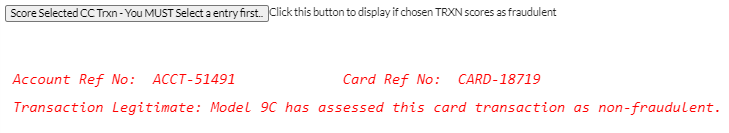 Score Selected CC Trxn - You MUST Select a entry first.. Click this button to display if chosen TRXN scores as fraudulent
Account Ref No: ACCT-51491 Card Ref No: CARD-18719
Transaction Legitimate: Model 9C has assessed this card transaction as non-fraudulent.